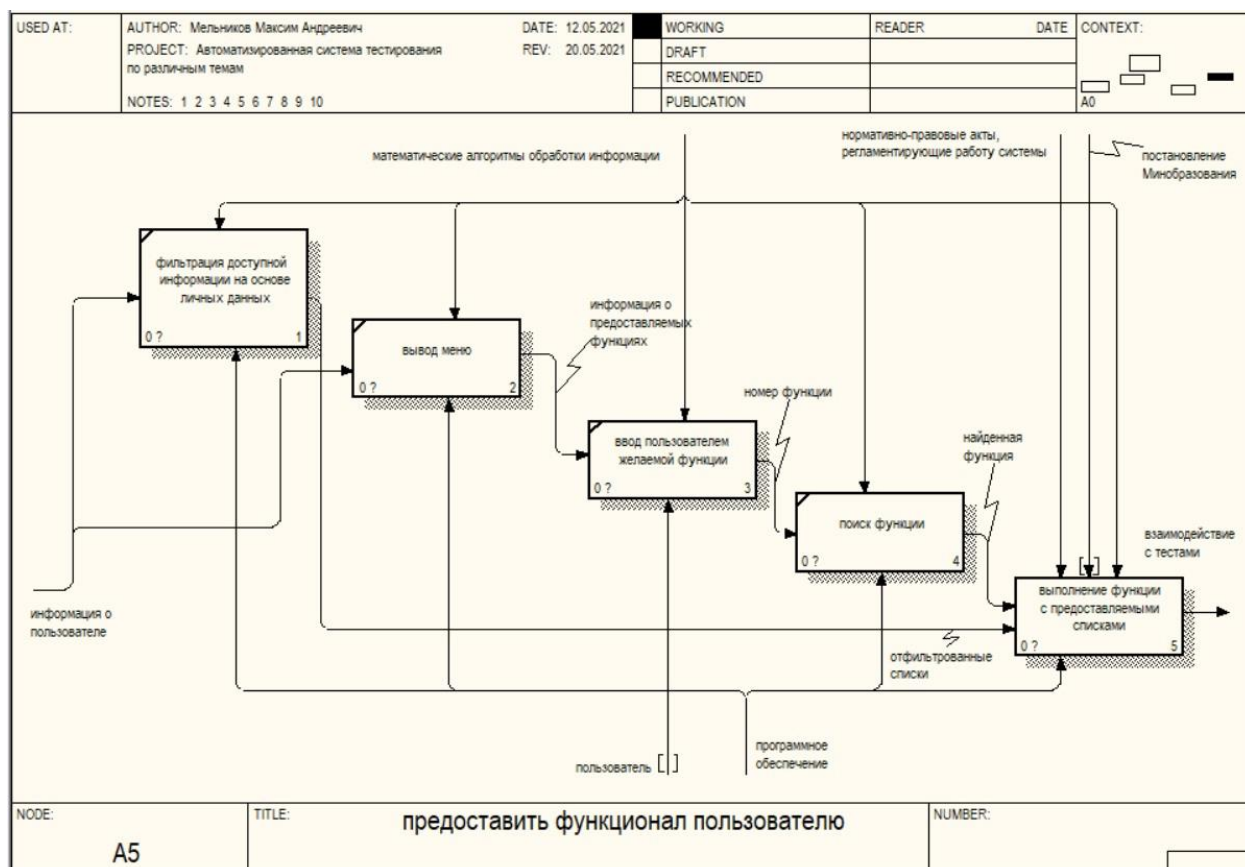 USED AT:
AUTHOR: Мельников Максим Андреевич
DATE: 12.05.2021
PROJECT: Автоматизированная система тестирования
REV: 20.05.2021
по различным темам
NOTES: 1 2 3 4 5 6 7 8 9 10
WORKING
DRAFT
RECOMMENDED
PUBLICATION
READER
DATE
CONTEXT:
A0
математические алгоритмы обработки информации
нормативно-правовые акты,
регламентирующие работу системы
постановление
Минобразования
фильтрация доступной
информации на основе
личных данных
0 ?
1
информация о
предоставляемых
функциях
вывод меню
0 ?
2
номер функции
ввод пользователем
желаемой функции
0 ?
3
найденная
функция
поиск функции
0 ?
4
взаимодействие
с тестами
выполнение функции
с предоставляемыми
списками
0 ?
5
информация о
пользователе
отфильтрованные
списки
программное
обеспечение
пользователь
NODE:
A5
TITLE:
предоставить функционал пользователю
NUMBER: